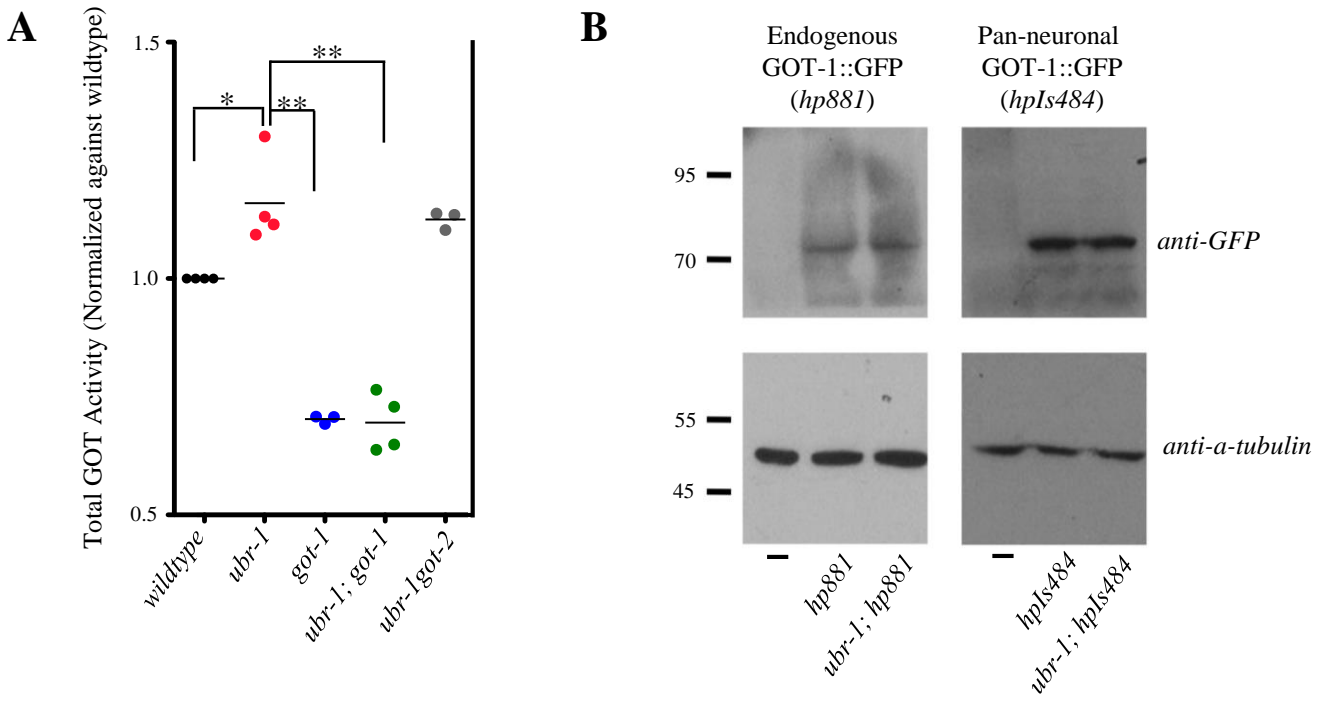 A
Total GOT Activity (Normalized against wildtype)
1.5
1.0
0.5
*
**
**
wildtype
ubr-1
got-1
ubr-1; got-1
ubr-1got-2
B
Endogenous
GOT-1::GFP
(hp881)
Pan-neuronal
GOT-1::GFP
(hpIs484)
95
70
anti-GFP
55
45
anti-a-tubulin
–
hp881
ubr-1; hp881
–
hpIs484
ubr-1; hpIs484